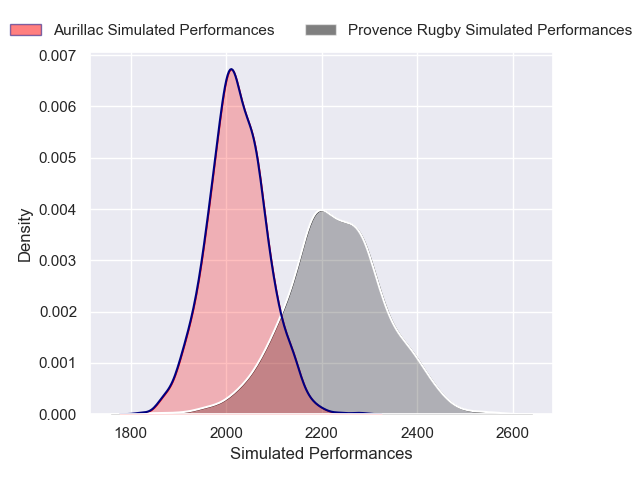 Aurillac Simulated Performances Provence Rugby Simulated Performances
0.007
0.006
0.005
0.004
0.003
0.002
0.001
0.000
Density
1800 2000 2200 2400 2600
Simulated Performances